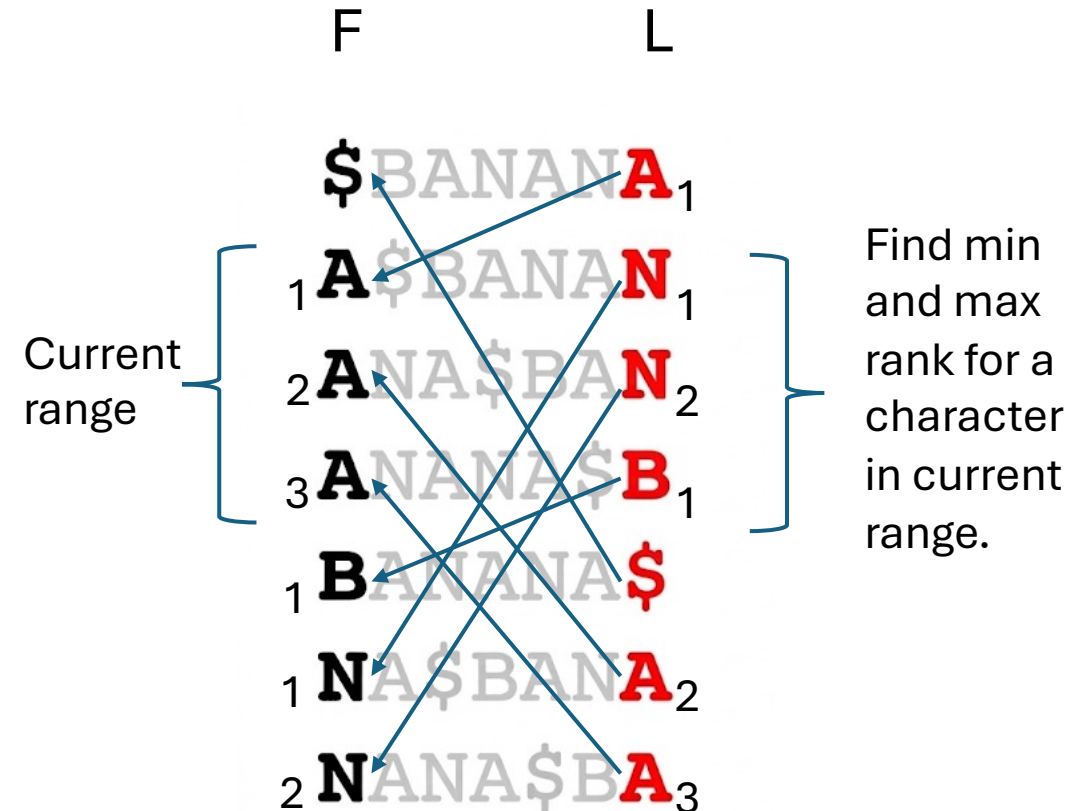 F L
$BANANA1
1A$BANAN1
2ANA$BAN2
3ANANA$B1
1BANANA$
1NA$BANA2
2NANA$BA3
Current
range
Find min
and max
rank for a
character
in current
range.